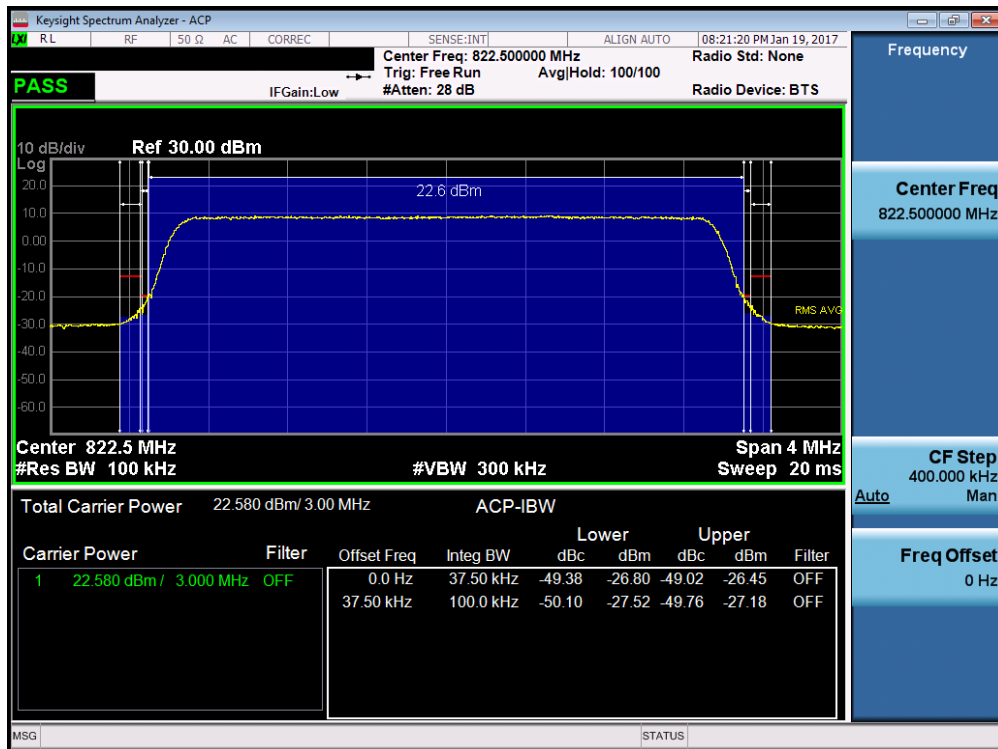 Keysight Spectrum Analyzer - ACP
LXI RL RF 50 Ω AC CORREC SENSE:INT ALIGN AUTO 08:21:20 PM Jan 19, 2017
Center Freq: 822.500000 MHz Radio Std: None
Trig: Free Run Avg|Hold: 100/100
PASS IFGain:Low #Atten: 28 dB Radio Device: BTS
10 dB/div Ref 30.00 dBm
Log
20.0
22.6 dBm
10.0
0.00
-10.0
-20.0
RMS AVG
-30.0
-40.0
-50.0
-60.0
Center 822.5 MHz Span 4 MHz
#Res BW 100 kHz #VBW 300 kHz Sweep 20 ms
Total Carrier Power 22.580 dBm/ 3.00 MHz ACP-IBW
Lower Upper
Carrier Power Filter Offset Freq Integ BW dBc dBm dBc dBm Filter
1 22.580 dBm / 3.000 MHz OFF 0.0 Hz 37.50 kHz -49.38 -26.80 -49.02 -26.45 OFF
37.50 kHz 100.0 kHz -50.10 -27.52 -49.76 -27.18 OFF
MSG STATUS
Frequency
Center Freq
822.500000 MHz
CF Step
400.000 kHz
Auto Man
Freq Offset
0 Hz